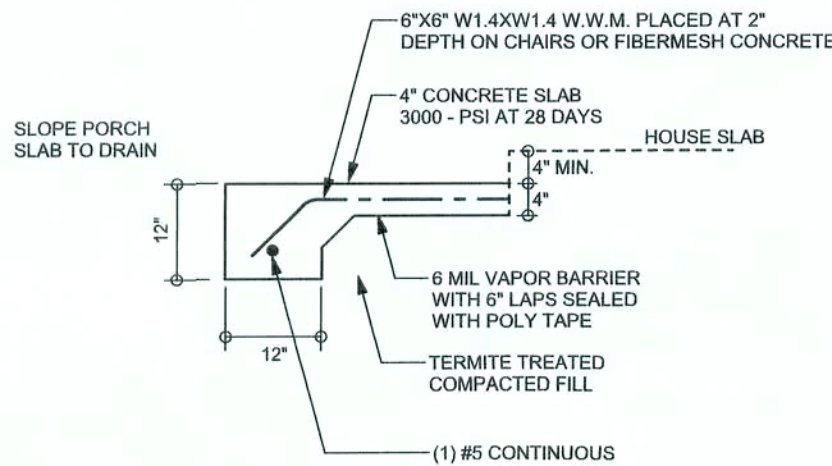 6"X6" W1.4XW1.4 W.W.M. PLACED AT 2"
DEPTH ON CHAIRS OR FIBERMESH CONCRETE
4" CONCRETE SLAB
3000 - PSI AT 28 DAYS
SLOPE PORCH
SLAB TO DRAIN
HOUSE SLAB
4" MIN.
4"
12"
12"
6 MIL VAPOR BARRIER
WITH 6" LAPS SEALED
WITH POLY TAPE
TERMITE TREATED
COMPACTED FILL
(1) #5 CONTINUOUS